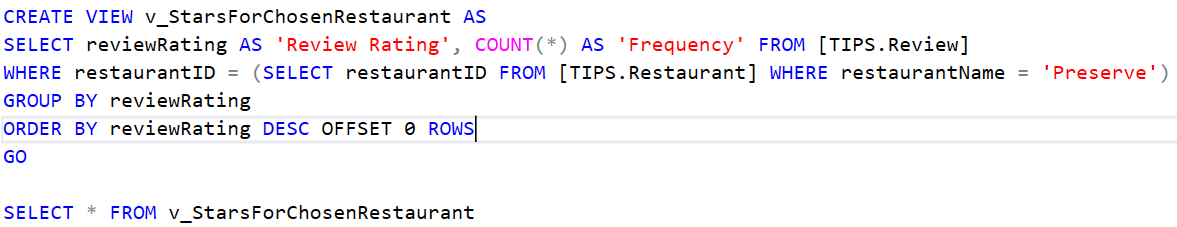 CREATE VIEW v_StarsForChosenRestaurant AS
SELECT reviewRating AS 'Review Rating', COUNT(*) AS 'Frequency' FROM [TIPS.Review]
WHERE restaurantID = (SELECT restaurantID FROM [TIPS.Restaurant] WHERE restaurantName = 'Preserve')
GROUP BY reviewRating
ORDER BY reviewRating DESC OFFSET 0 ROWS
GO
SELECT * FROM v_StarsForChosenRestaurant